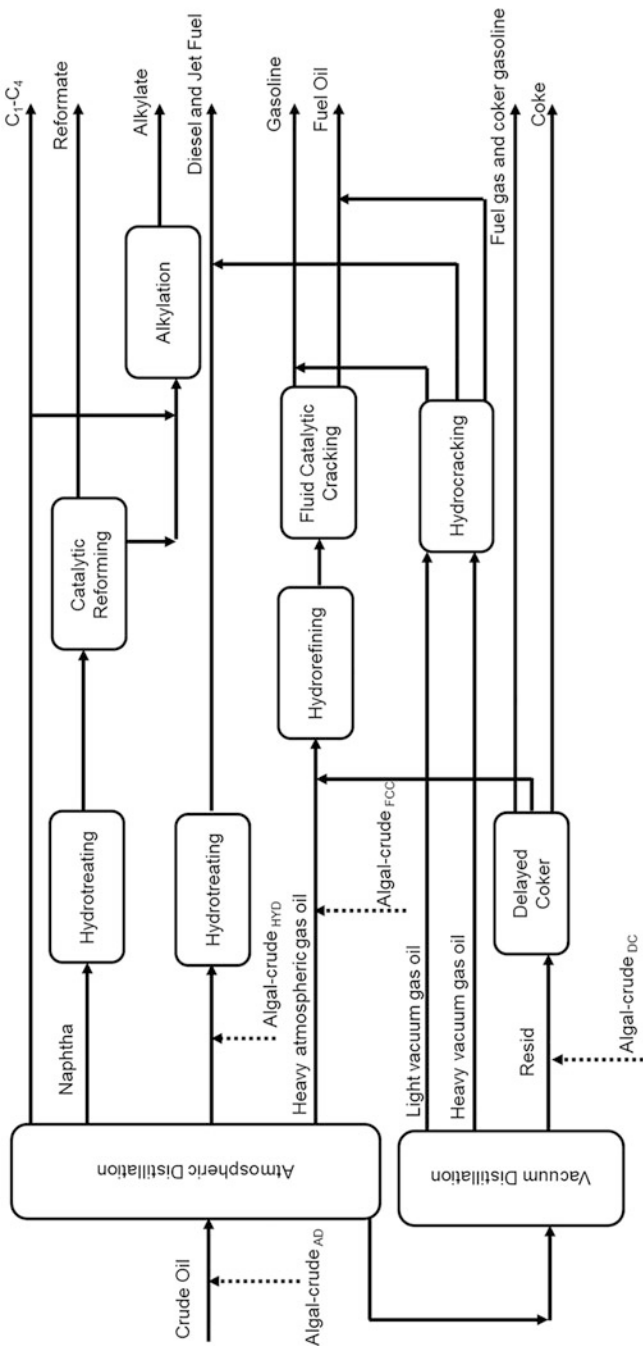 C1-C4
Reformate
Alkylate
Diesel and Jet Fuel
Gasoline
Fuel Oil
Fuel gas and coker gasoline
Coke
Alkylation
Catalytic
Reforming
Fluid Catalytic
Cracking
Hydrocracking
Hydrorefining
Hydrotreating
Hydrotreating
Delayed
Coker
Naphtha
Algal-crude HYD
Heavy atmospheric gas oil
Algal-crude FCC
Light vacuum gas oil
Heavy vacuum gas oil
Resid
Algal-crude DC
Atmospheric Distillation
Vacuum Distillation
Crude Oil
Algal-crude AD